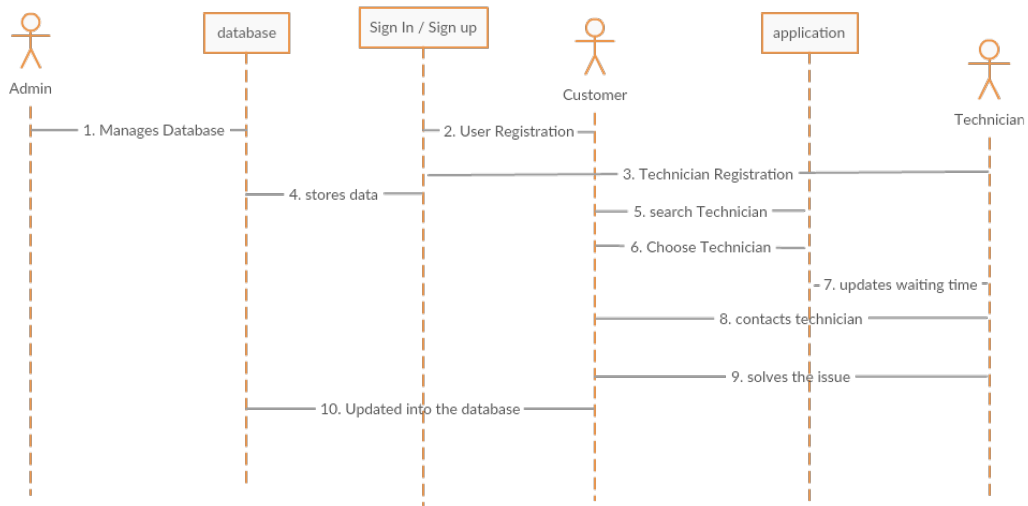 Admin
database
Sign In / Sign up
Customer
application
Technician
1. Manages Database
2. User Registration
3. Technician Registration
4. stores data
5. search Technician
6. Choose Technician
7. updates waiting time
8. contacts technician
9. solves the issue
10. Updated into the database